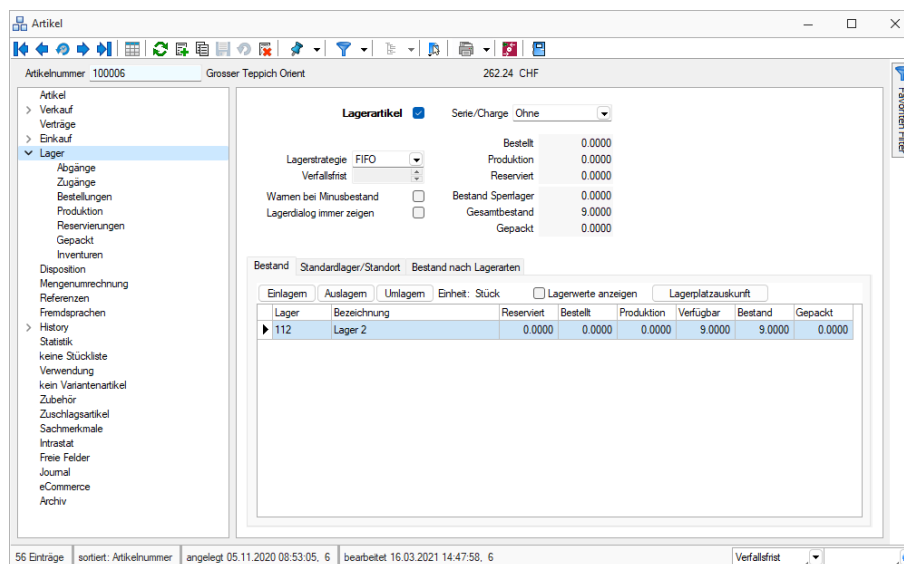 Artikel
Artikelnummer 100006 Grosser Teppich Orient 262.24 CHF
Favoriten Filter
Artikel
Verkauf
Verträge
Einkauf
Lager
Abgänge
Zugänge
Bestellungen
Produktion
Reservierungen
Gepackt
Inventuren
Disposition
Mengenumrechnung
Referenzen
Fremdsprachen
History
Statistik
keine Stückliste
Verwendung
kein Variantenartikel
Zubehör
Zuschlagsartikel
Sachmerkmale
Intrastat
Freie Felder
Journal
eCommerce
Archiv
Lagerartikel Serie/Charge Ohne
Bestellt 0.0000
Lagerstrategie FIFO Produktion 0.0000
Verfallsfrist Reserviert 0.0000
Warnen bei Minusbestand Bestand Sperrlager 0.0000
Lagerdialog immer zeigen Gesamtbestand 9.0000
Gepackt 0.0000
Bestand Standardlager/Standort Bestand nach Lagerarten
Einlagern Auslagern Umlagern Einheit: Stück Lagerwerte anzeigen Lagerplatzauskunft
Lager Bezeichnung Reserviert Bestellt Produktion Verfügbar Bestand Gepackt
112 Lager 2 0.0000 0.0000 0.0000 9.0000 9.0000 0.0000
56 Einträge sortiert: Artikelnummer angelegt 05.11.2020 08:53:05, 6 bearbeitet 16.03.2021 14:47:58, 6 Verfallsfrist